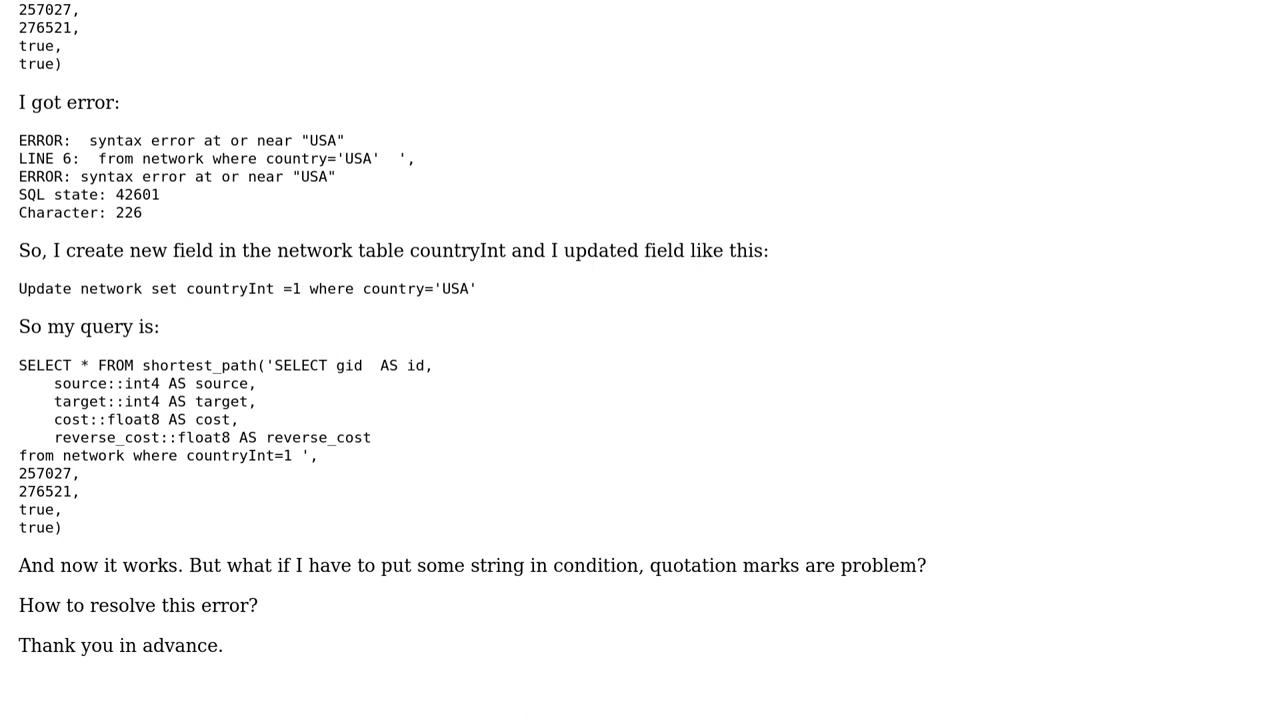 257027,
276521,
true,
true)
I got error:
ERROR:  syntax error at or near "USA"
LINE 6:  from network where country='USA'  ',
ERROR: syntax error at or near "USA"
SQL state: 42601
Character: 226
So, I create new field in the network table countryInt and I updated field like this:
Update network set countryInt =1 where country='USA'
So my query is:
SELECT * FROM shortest_path('SELECT gid  AS id,
    source::int4 AS source,
    target::int4 AS target,
    cost::float8 AS cost,
    reverse_cost::float8 AS reverse_cost
from network where countryInt=1 ',
257027,
276521,
true,
true)
And now it works. But what if I have to put some string in condition, quotation marks are problem?
How to resolve this error?
Thank you in advance.